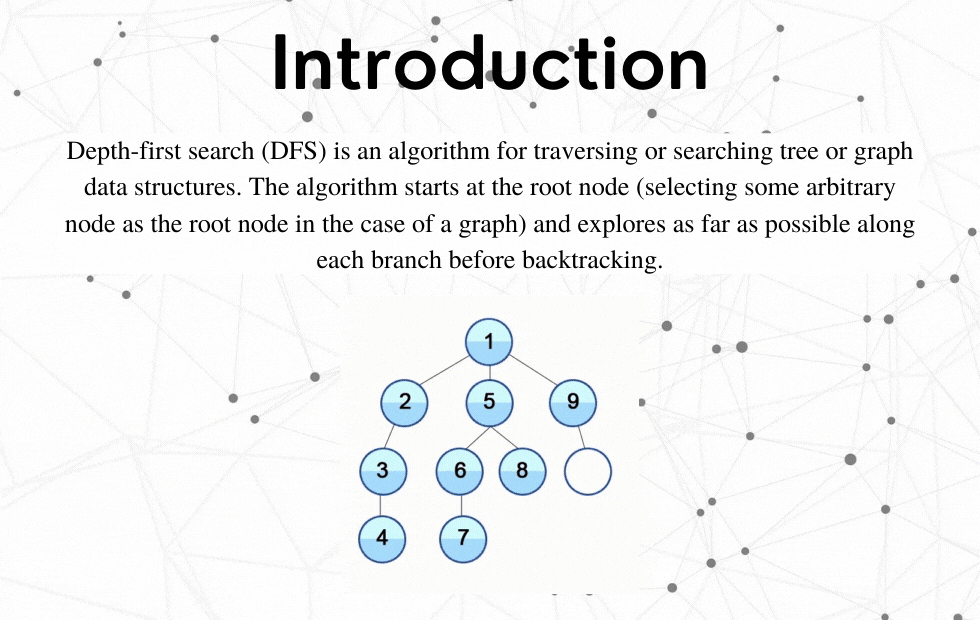 Introduction
Depth-first search (DFS) is an algorithm for traversing or searching tree or graph
data structures. The algorithm starts at the root node (selecting some arbitrary
node as the root node in the case of a graph) and explores as far as possible along
each branch before backtracking.
1
2 5 9
3 6 8
4 7